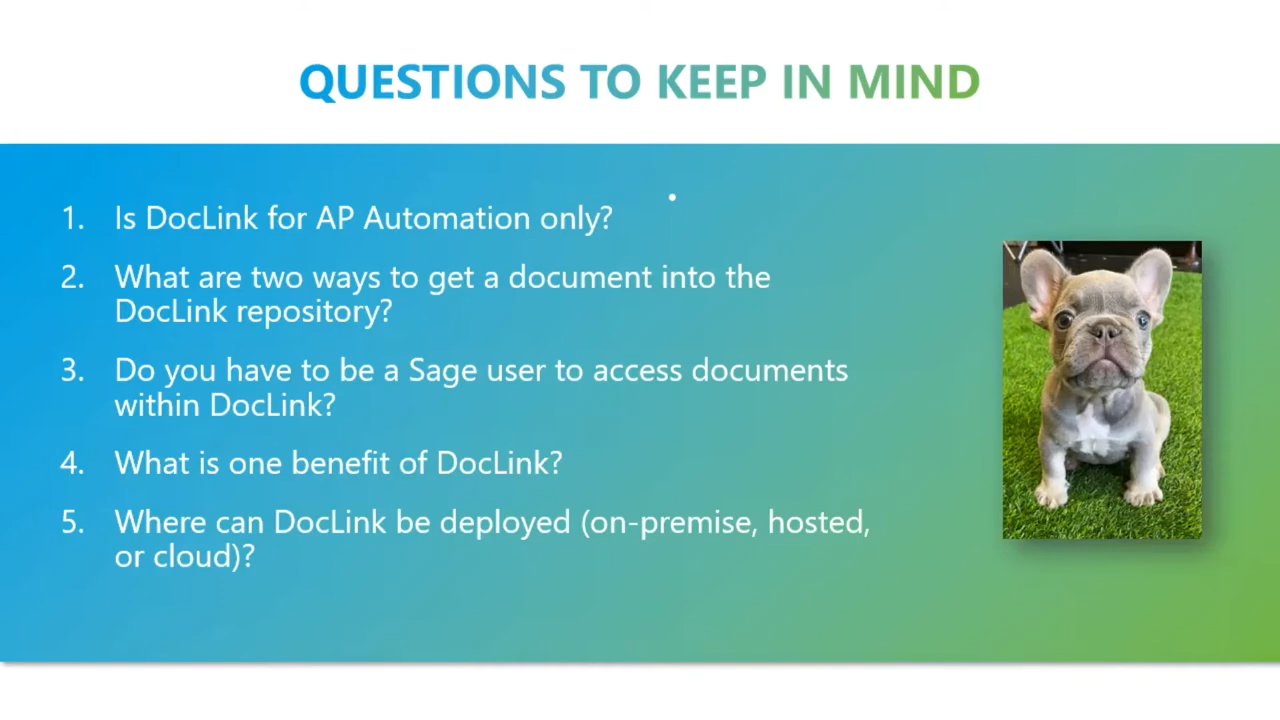 QUESTIONS TO KEEP IN MIND
1. Is DocLink for AP Automation only?
2. What are two ways to get a document into the
DocLink repository?
3. Do you have to be a Sage user to access documents
within DocLink?
4. What is one benefit of DocLink?
5. Where can DocLink be deployed (on-premise, hosted,
or cloud)?